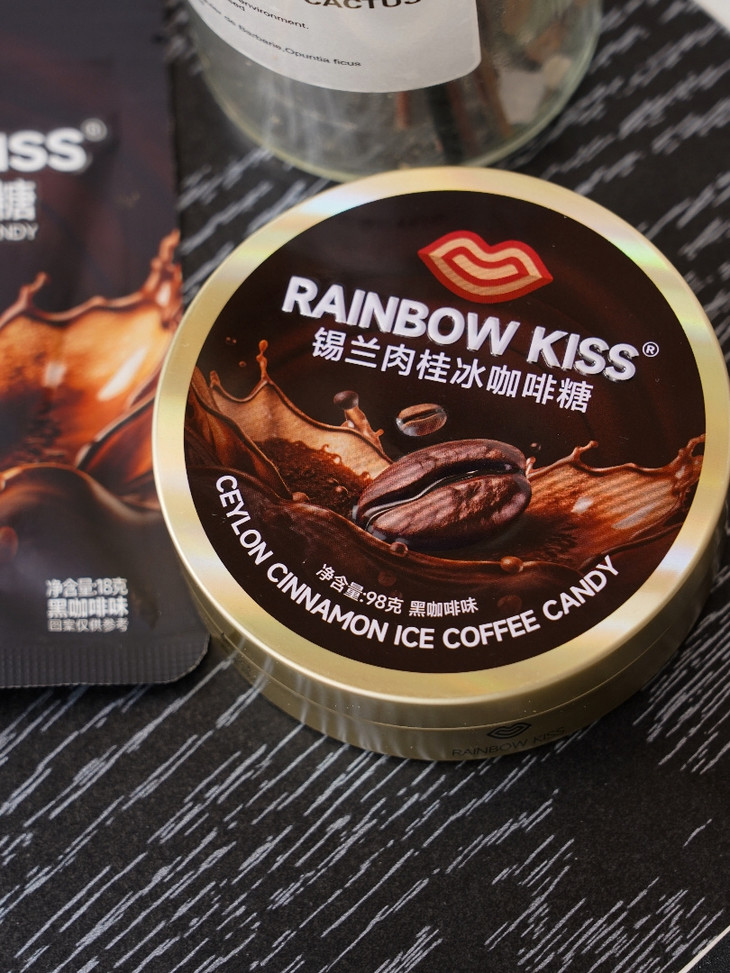 CACTUS
environment.
de Barbarie,Opuntia ficus
ISS®
糖
NDY
净含量:18克
黑咖啡味
图案仅供参考
RAINBOW KISS®
锡兰肉桂冰咖啡糖
净含量:98克 黑咖啡味
CEYLON CINNAMON ICE COFFEE CANDY
RAINBOW KISS